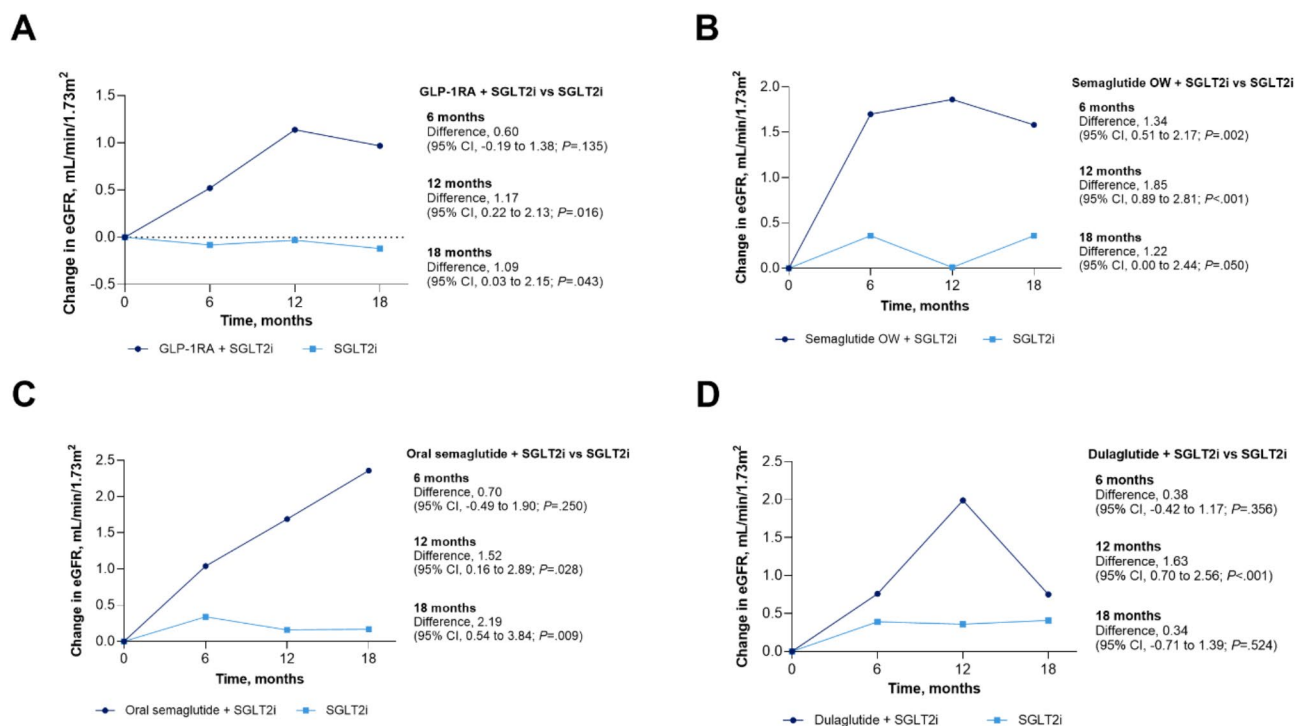 A
Change in eGFR, mL/min/1.73m²
1.5
1.0
0.5
0.0
-0.5
0
6
12
18
Time, months
GLP-1RA + SGLT2i
SGLT2i
GLP-1RA + SGLT2i vs SGLT2i
6 months
Difference, 0.60
(95% CI, -0.19 to 1.38; P=.135)
12 months
Difference, 1.17
(95% CI, 0.22 to 2.13; P=.016)
18 months
Difference, 1.09
(95% CI, 0.03 to 2.15; P=.043)
B
Change in eGFR, mL/min/1.73m²
2.0
1.5
1.0
0.5
0.0
0
6
12
18
Time, months
Semaglutide OW + SGLT2i
SGLT2i
Semaglutide OW + SGLT2i vs SGLT2i
6 months
Difference, 1.34
(95% CI, 0.51 to 2.17; P=.002)
12 months
Difference, 1.85
(95% CI, 0.89 to 2.81; P<.001)
18 months
Difference, 1.22
(95% CI, 0.00 to 2.44; P=.050)
C
Change in eGFR, mL/min/1.73m²
2.5
2.0
1.5
1.0
0.5
0.0
0
6
12
18
Time, months
Oral semaglutide + SGLT2i
SGLT2i
Oral semaglutide + SGLT2i vs SGLT2i
6 months
Difference, 0.70
(95% CI, -0.49 to 1.90; P=.250)
12 months
Difference, 1.52
(95% CI, 0.16 to 2.89; P=.028)
18 months
Difference, 2.19
(95% CI, 0.54 to 3.84; P=.009)
D
Change in eGFR, mL/min/1.73m²
2.5
2.0
1.5
1.0
0.5
0.0
0
6
12
18
Time, months
Dulaglutide + SGLT2i
SGLT2i
Dulaglutide + SGLT2i vs SGLT2i
6 months
Difference, 0.38
(95% CI, -0.42 to 1.17; P=.356)
12 months
Difference, 1.63
(95% CI, 0.70 to 2.56; P<.001)
18 months
Difference, 0.34
(95% CI, -0.71 to 1.39; P=.524)